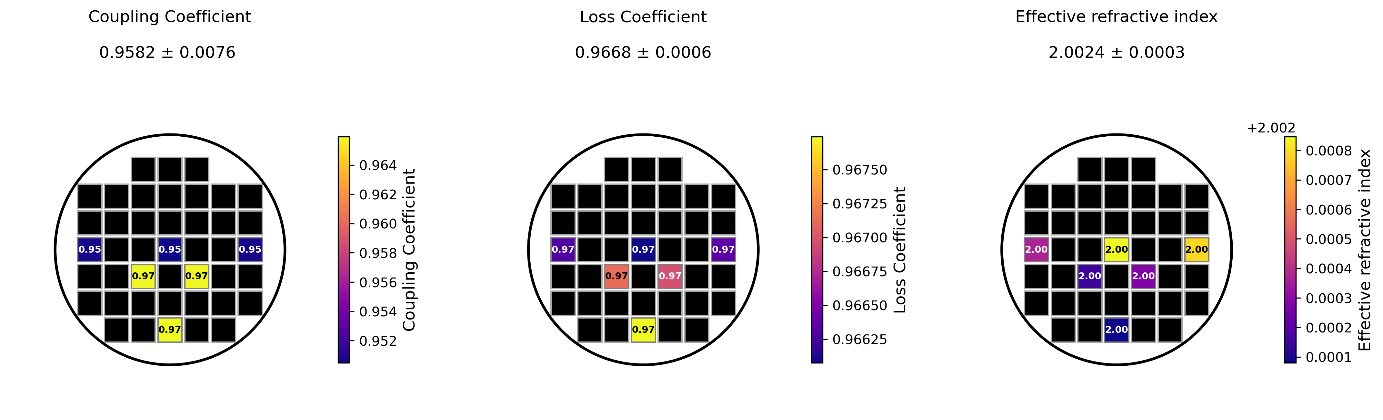 Coupling Coefficient
0.9582 ± 0.0076
0.95 0.95 0.95
0.97 0.97
0.97
0.964
0.962
0.960
0.958
0.956
0.954
0.952
Coupling Coefficient
Loss Coefficient
0.9668 ± 0.0006
0.97 0.97 0.97
0.97 0.97
0.97
0.96750
0.96725
0.96700
0.96675
0.96650
0.96625
Loss Coefficient
Effective refractive index
2.0024 ± 0.0003
2.00 2.00 2.00
2.00 2.00
2.00
+2.002
0.0008
0.0007
0.0006
0.0005
0.0004
0.0003
0.0002
0.0001
Effective refractive index